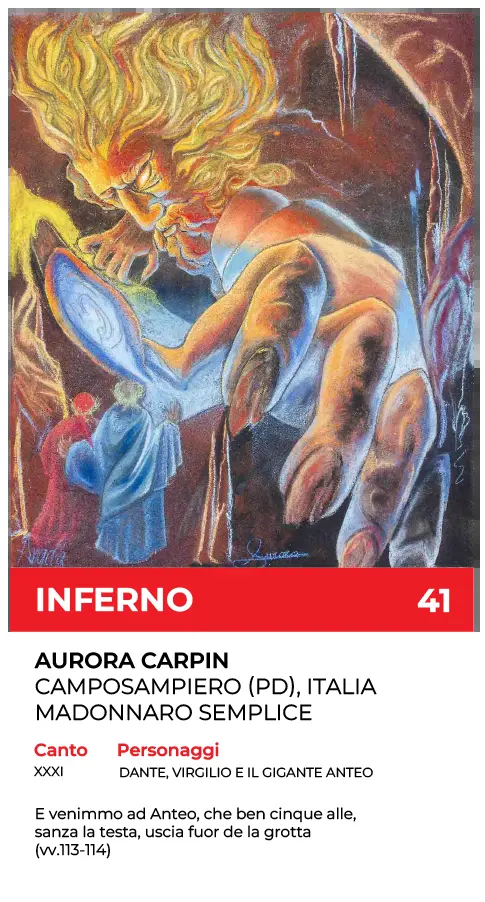 INFERNO 41
AURORA CARPIN
CAMPOSAMPIERO (PD), ITALIA
MADONNARO SEMPLICE
Canto Personaggi
XXXI DANTE, VIRGILIO E IL GIGANTE ANTEO
E venimmo ad Anteo, che ben cinque alle,
sanza la testa, uscia fuor de la grotta
(vv.113-114)